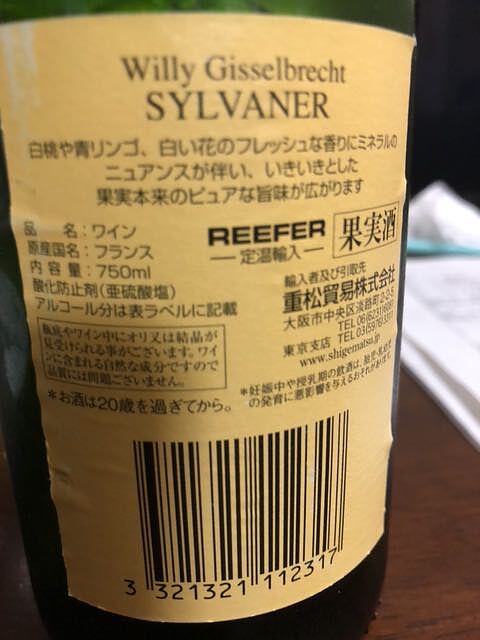 Willy Gisselbrecht
SYLVANER
白桃や青リンゴ、白い花のフレッシュな香りにミネラルの
ニュアンスが伴い、いきいきとした
果実本来のピュアな旨味が広がります
品 名：ワイン
原産国名：フランス
内 容 量：750ml
酸化防止剤(亜硫酸塩)
アルコール分は表ラベルに記載
瓶底やワイン中にオリ又は結晶が
見受けられる事がございます。ワイ
ンに含まれる自然な成分ですので
品質には問題ございません。
*お酒は20歳を過ぎてから。
REEFER
定温輸入
果実酒
輸入者及び引取先
重松貿易株式会社
大阪市中央区淡路町2-2-5
東京支店
www.shigematsu.jp
*妊娠中や授乳期の飲酒は、胎児・乳幼児
の発育に悪影響を与えるおそれがあります。
3 321321 112317